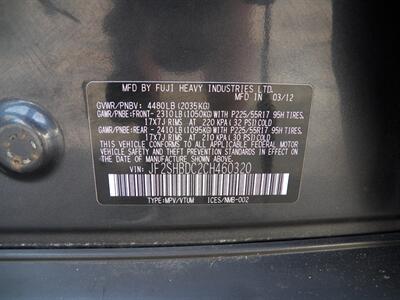 MFD BY FUJI HEAVY INDUSTRIES LTD.
GVWR/PNBV: 4480LB(2035KG) 03/12
GAWR/PNBE:FRONT- 2310LB(1050KG)WITH P225/55R17 95H TIRES,
17X7J RIMS AT 220 KPA(32 PSI)COLD
GAWR/PNBE:REAR - 2410LB(1095KG)WITH P225/55R17 95H TIRES,
17X7J RIMS AT 210 KPA(30 PSI)COLD
THIS VEHICLE CONFORMS TO ALL APPLICABLE FEDERAL MOTOR
VEHICLE SAFETY, BUMPER, AND THEFT PREVENTION STANDARDS
IN EFFECT ON THE DATE OF MANUFACTURE SHOWN ABOVE.
VIN: JF2SHBDC2CH460320
TYPE:MPV/VTUM ICES/NMB-002